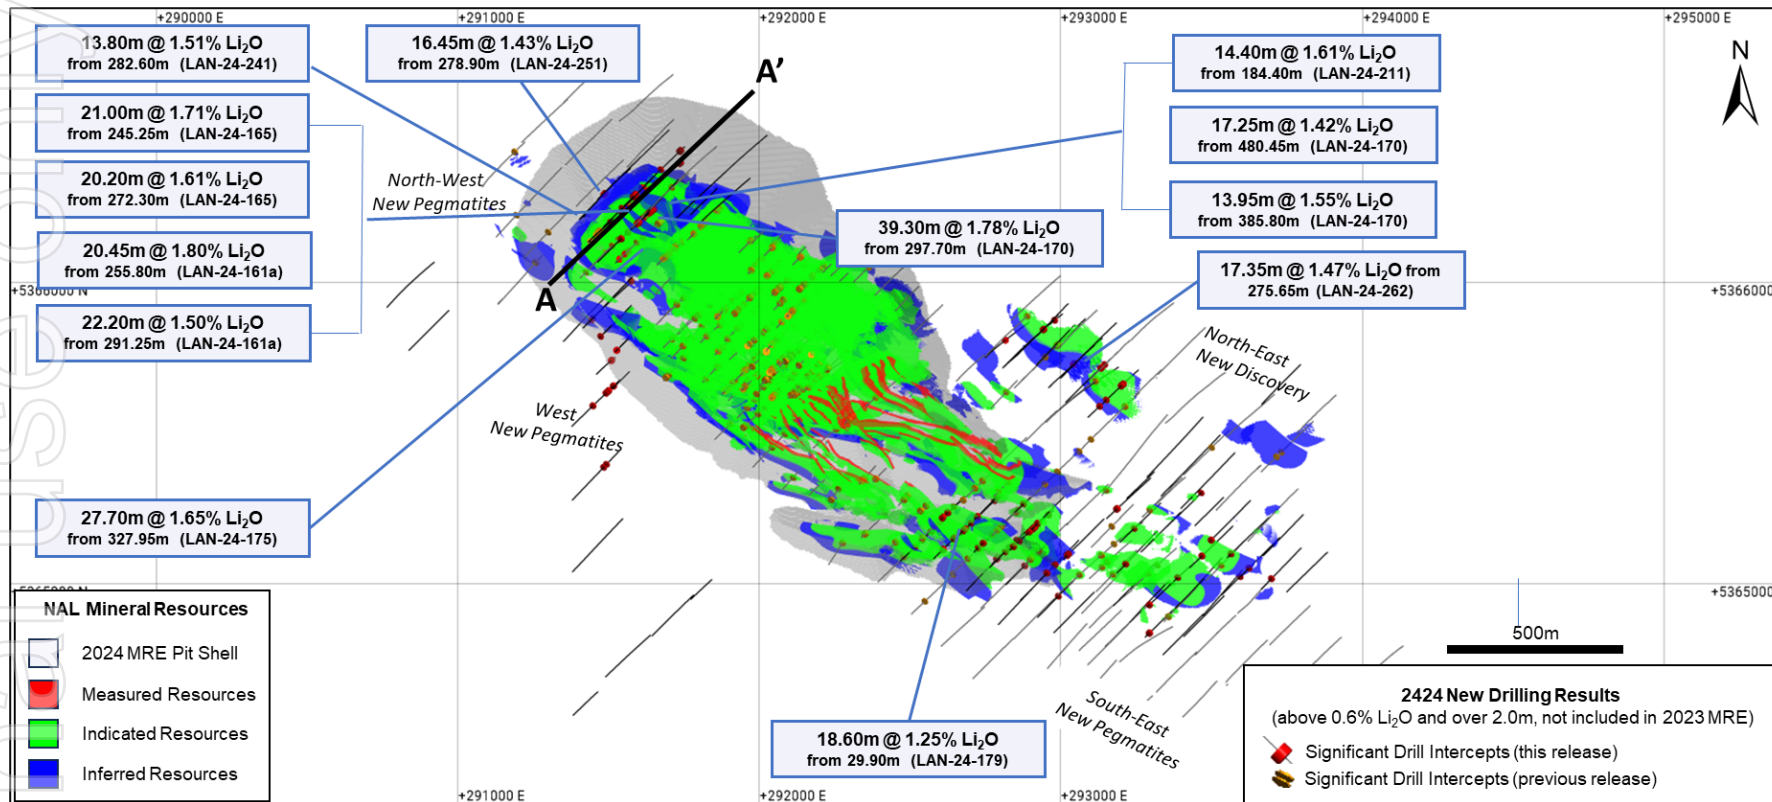 +290000 E
+291000 E
+292000 E
+293000 E
+294000 E
+295000 E
13.80m @ 1.51% Li₂O
from 282.60m (LAN-24-241)
16.45m @ 1.43% Li₂O
from 278.90m (LAN-24-251)
A'
14.40m @ 1.61% Li₂O
from 184.40m (LAN-24-211)
N
21.00m @ 1.71% Li₂O
from 245.25m (LAN-24-165)
17.25m @ 1.42% Li₂O
from 480.45m (LAN-24-170)
20.20m @ 1.61% Li₂O
from 272.30m (LAN-24-165)
North-West
New Pegmatites
13.95m @ 1.55% Li₂O
from 385.80m (LAN-24-170)
39.30m @ 1.78% Li₂O
from 297.70m (LAN-24-170)
20.45m @ 1.80% Li₂O
from 255.80m (LAN-24-161a)
17.35m @ 1.47% Li₂O from
275.65m (LAN-24-262)
A
+5366000 N
+5366000
22.20m @ 1.50% Li₂O
from 291.25m (LAN-24-161a)
North-East
New Discovery
West
New Pegmatites
27.70m @ 1.65% Li₂O
from 327.95m (LAN-24-175)
+5365000 N
+5365000
NAL Mineral Resources
2024 MRE Pit Shell
Measured Resources
Indicated Resources
Inferred Resources
500m
South-East
New Pegmatites
18.60m @ 1.25% Li₂O
from 29.90m (LAN-24-179)
2424 New Drilling Results
(above 0.6% Li₂O and over 2.0m, not included in 2023 MRE)
Significant Drill Intercepts (this release)
Significant Drill Intercepts (previous release)
+291000 E
+292000 E
+293000 E
use only